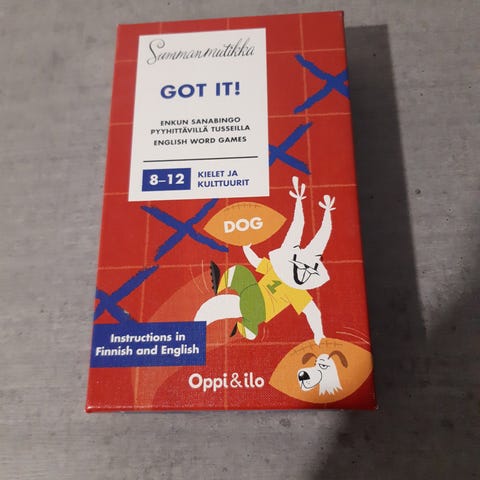 Summanmutikka
GOT IT!
ENKUN SANABINGO
PYYHITTÄVILLÄ TUSSEILLA
ENGLISH WORD GAMES
8–12
KIELET JA
KULTTUURIT
DOG
1
Instructions in
Finnish and English
Oppi&ilo